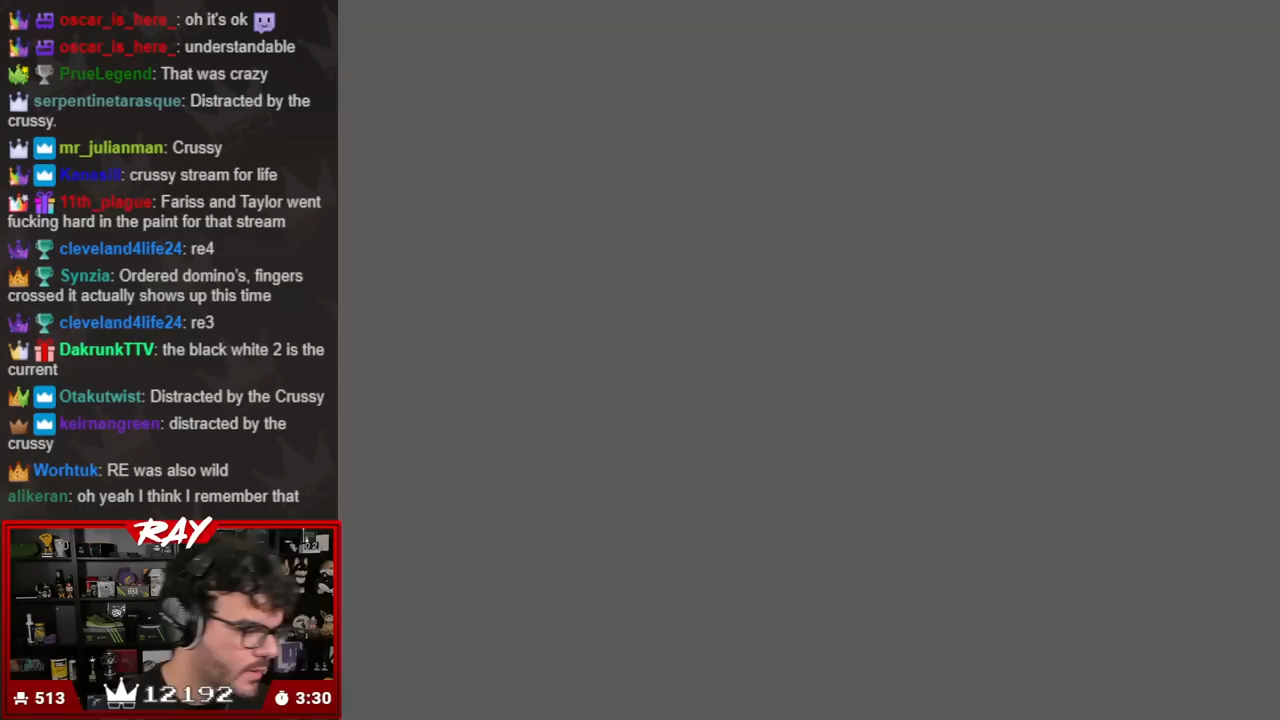 oscar_is_here_: oh it's ok
oscar_is_here_: understandable
PrueLegend: That was crazy
serpentinetarasque: Distracted by the
crussy.
mr_julianman: Crussy
crussy stream for life
11th_plague: Fariss and Taylor went
fucking hard in the paint for that stream
cleveland4life24: re4
Synzia: Ordered domino's, fingers
crossed it actually shows up this time
cleveland4life24: re3
DakrunkTTV: the black white 2 is the
current
Otakutwist: Distracted by the Crussy
keirnangreen: distracted by the
crussy
Worhtuk: RE was also wild
alikeran: oh yeah I think I remember that
RAY
513
12192
3:30